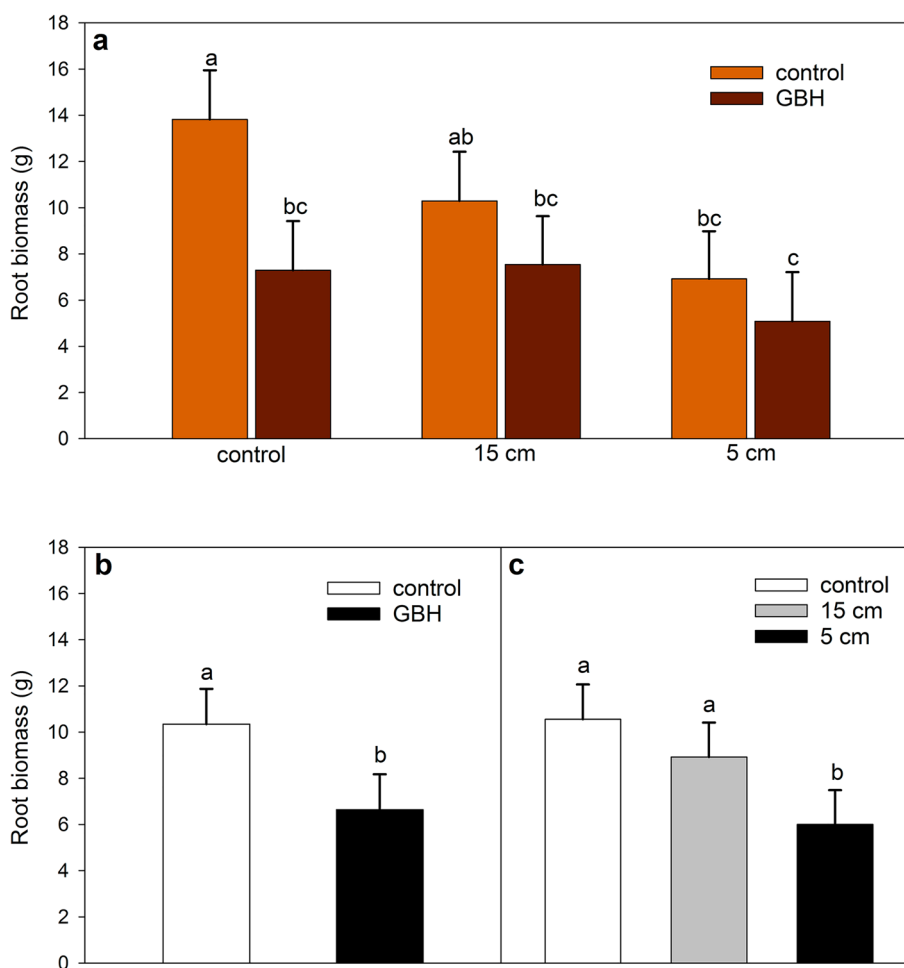 18
a
a
control
16
GBH
14
ab
12
bc
bc
Root biomass (g)
10
bc
c
8
6
4
2
0
control
15 cm
5 cm
18
b
c
control
control
16
GBH
15 cm
5 cm
14
a
a
12
a
10
b
b
Root biomass (g)
8
6
4
2
0